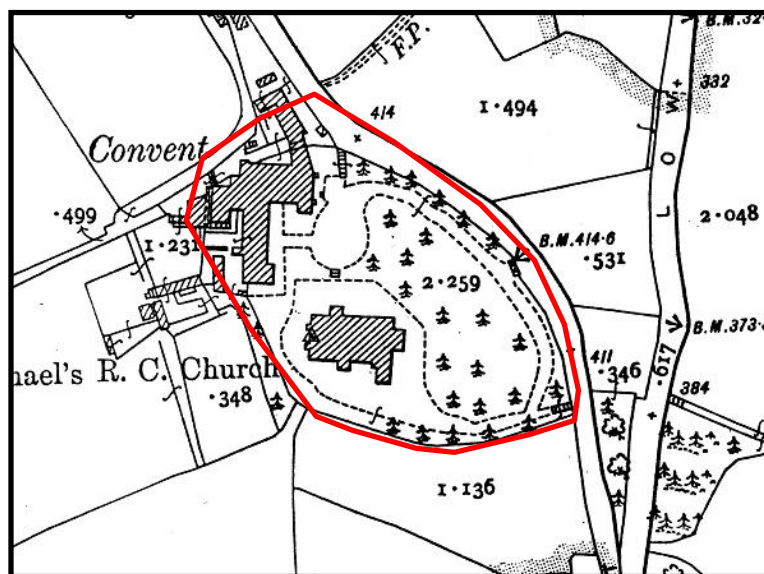 B.M.32
332
F.P.
414
1·494
W
O
L
Convent
·499
2·048
1·231
B.M.414·6
·531
2·259
B.M.373·
·617
411
·346
hael's R. C. Church
·348
384
1·136